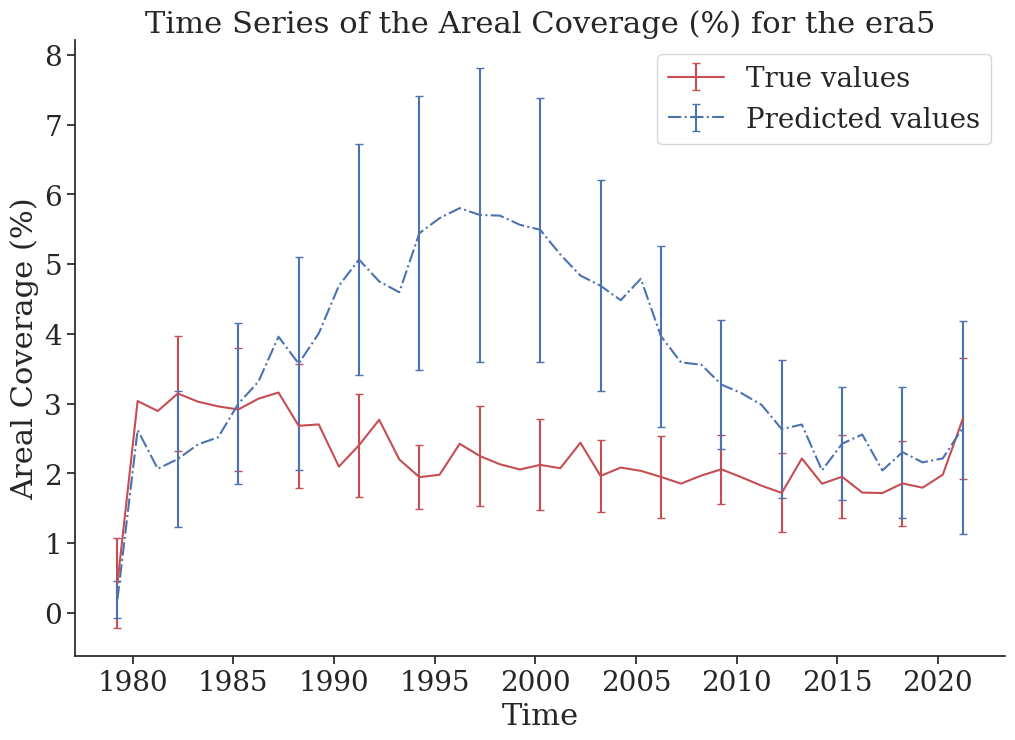 Time Series of the Areal Coverage (%) for the era5
True values
Predicted values
Areal Coverage (%)
8
7
6
5
4
3
2
1
0
1980 1985 1990 1995 2000 2005 2010 2015 2020
Time